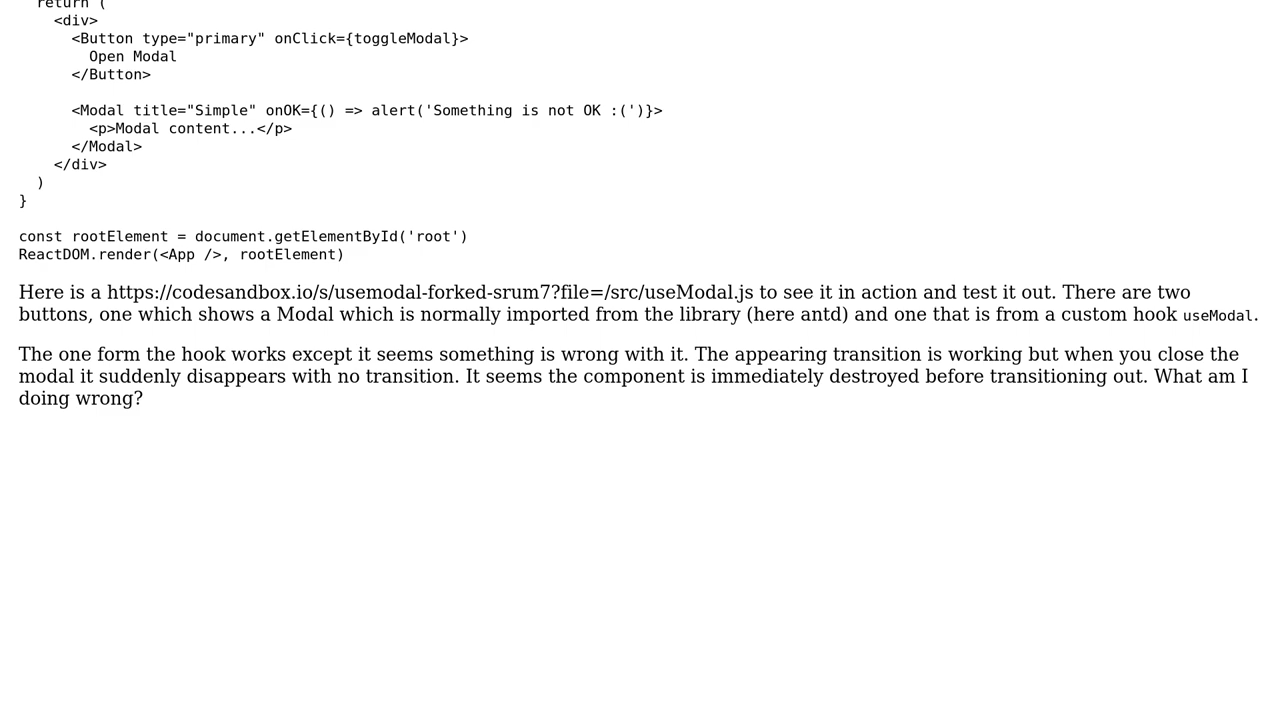 return (
<div>
<Button type="primary" onClick={toggleModal}>
Open Modal
</Button>
<Modal title="Simple" onOK={() => alert('Something is not OK :(')}>
<p>Modal content...</p>
</Modal>
</div>
)
}
const rootElement = document.getElementById('root')
ReactDOM.render(<App />, rootElement)
Here is a https://codesandbox.io/s/usemodal-forked-srum7?file=/src/useModal.js to see it in action and test it out. There are two
buttons, one which shows a Modal which is normally imported from the library (here antd) and one that is from a custom hook useModal.
The one form the hook works except it seems something is wrong with it. The appearing transition is working but when you close the
modal it suddenly disappears with no transition. It seems the component is immediately destroyed before transitioning out. What am I
doing wrong?